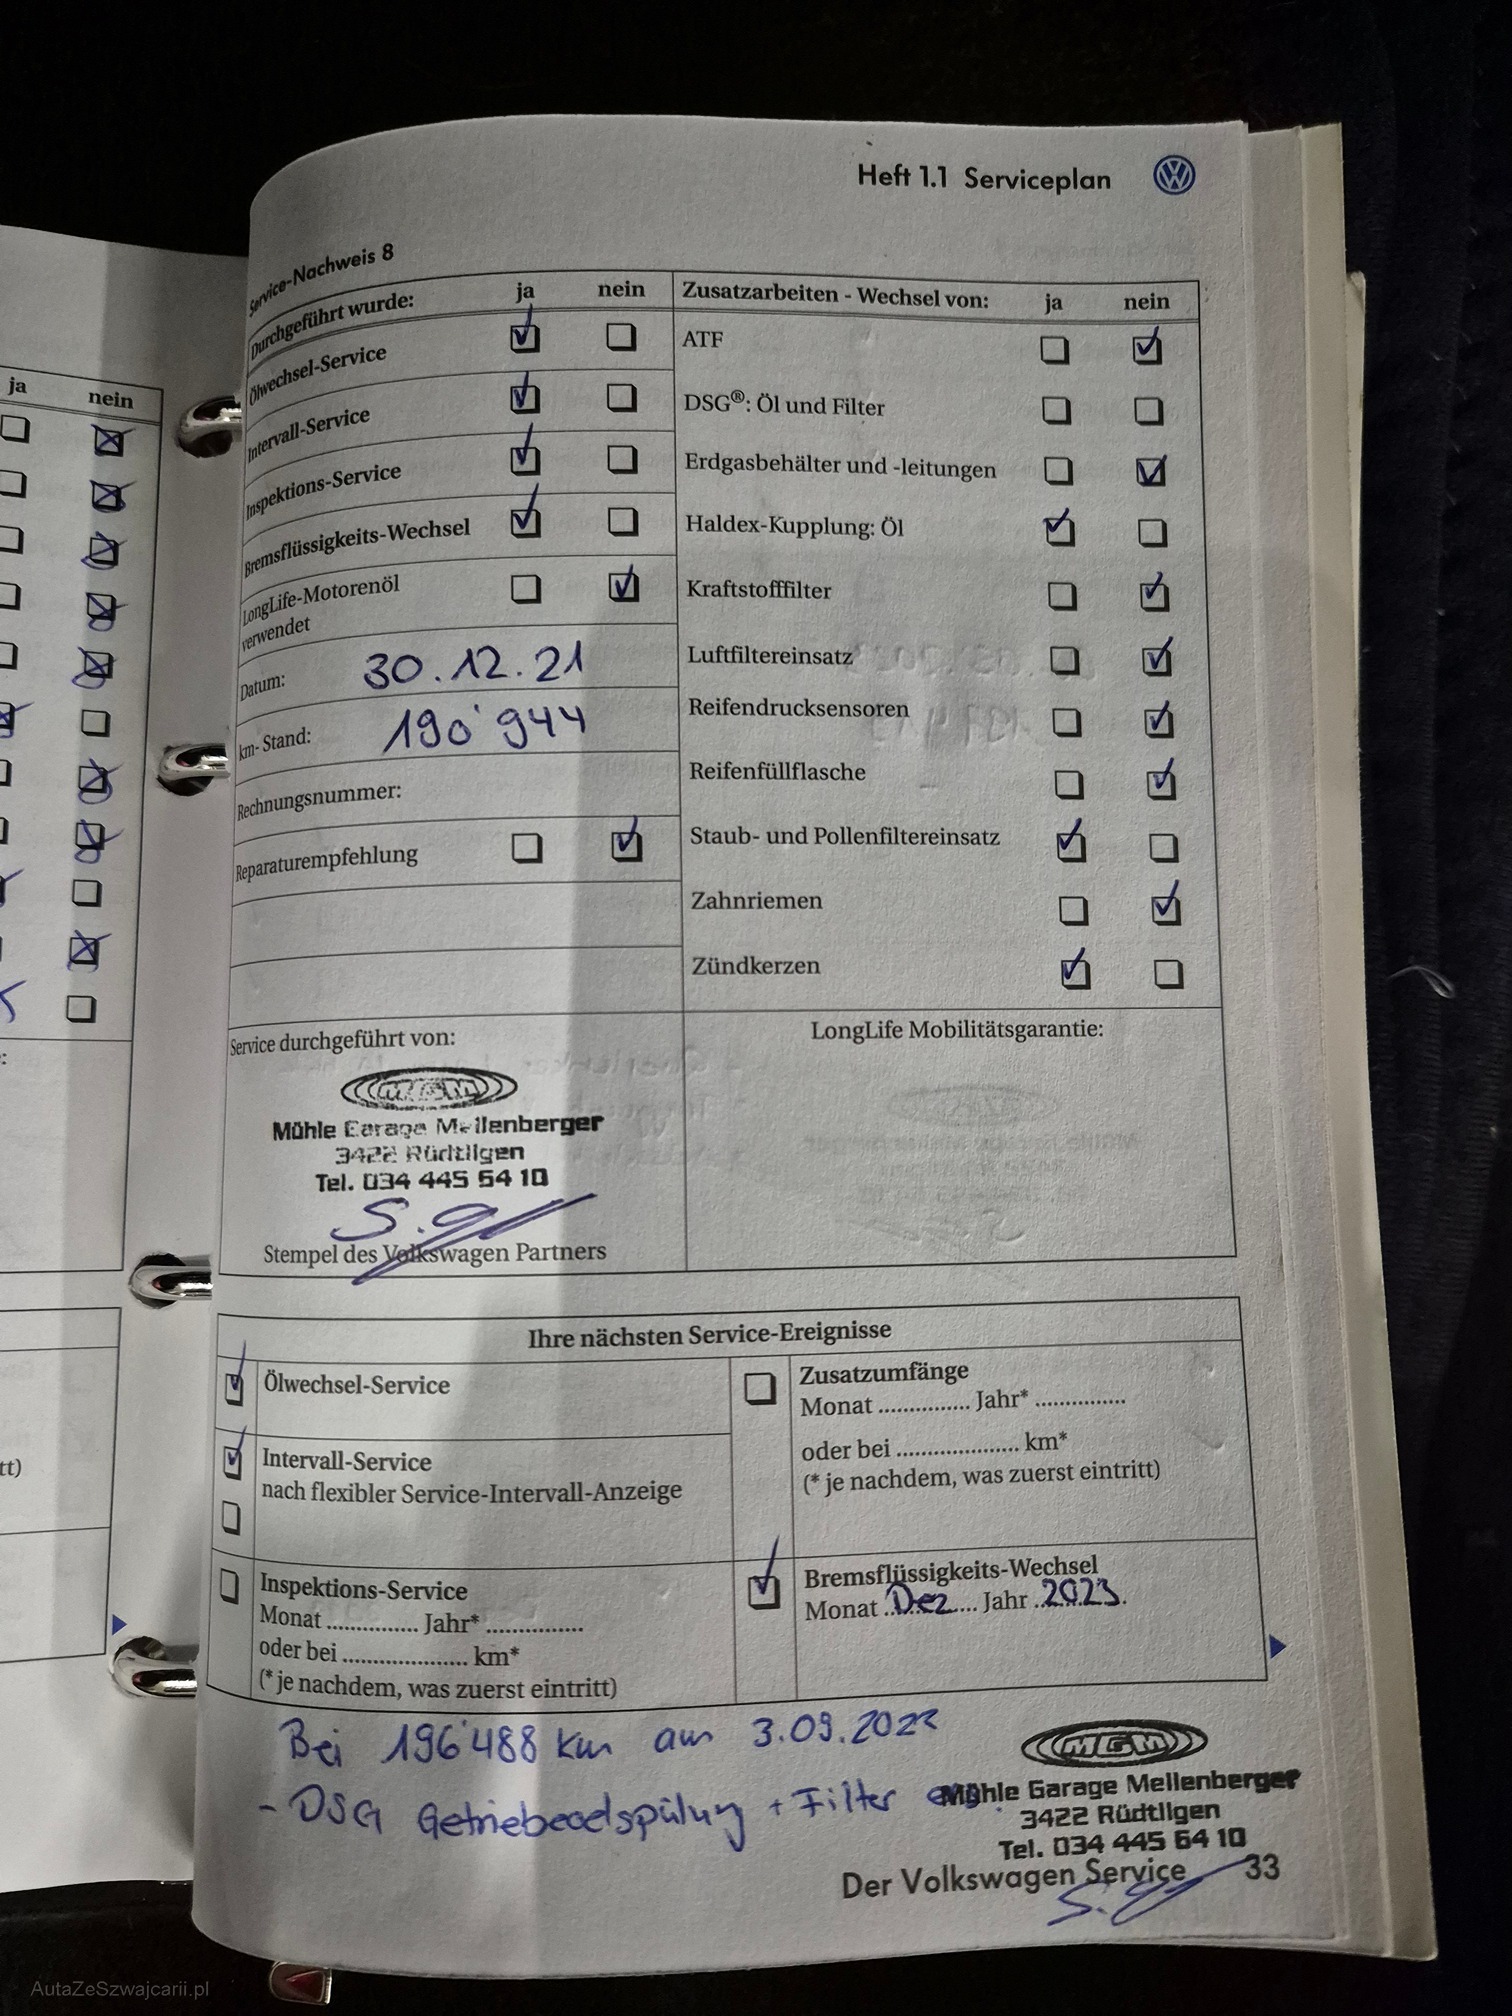 Heft 1.1 Serviceplan
Service-Nachweis 8
Durchgeführt wurde: ja nein
Ölwechsel-Service
Intervall-Service
Inspektions-Service
Bremsflüssigkeits-Wechsel
LongLife-Motorenöl
verwendet
Datum: 30.12.21
km-Stand: 190'944
Rechnungsnummer:
Reparaturempfehlung
Zusatzarbeiten - Wechsel von: ja nein
ATF
DSG®: Öl und Filter
Erdgasbehälter und -leitungen
Haldex-Kupplung: Öl
Kraftstofffilter
Luftfiltereinsatz
Reifendrucksensoren
Reifenfüllflasche
Staub- und Pollenfiltereinsatz
Zahnriemen
Zündkerzen
Service durchgeführt von:
MGM
Mühle Garage Mellenberger
3422 Rüdtligen
Tel. 034 445 64 10
Stempel des Volkswagen Partners
LongLife Mobilitätsgarantie:
Ihre nächsten Service-Ereignisse
Ölwechsel-Service
Intervall-Service
nach flexibler Service-Intervall-Anzeige
Inspektions-Service
Monat ............... Jahr* ................
oder bei ..................... km*
(* je nachdem, was zuerst eintritt)
Zusatzumfänge
Monat ............... Jahr* ...............
oder bei .................... km*
(* je nachdem, was zuerst eintritt)
Bremsflüssigkeits-Wechsel
Monat Dez Jahr 2023
Bei 196'488 km am 3.09.2022
- DSG Getriebeoelspülung + Filter
MGM
Mühle Garage Mellenberger
3422 Rüdtligen
Tel. 034 445 64 10
Der Volkswagen Service 33
ja nein
tt)
AutaZeSzwajcarii.pl